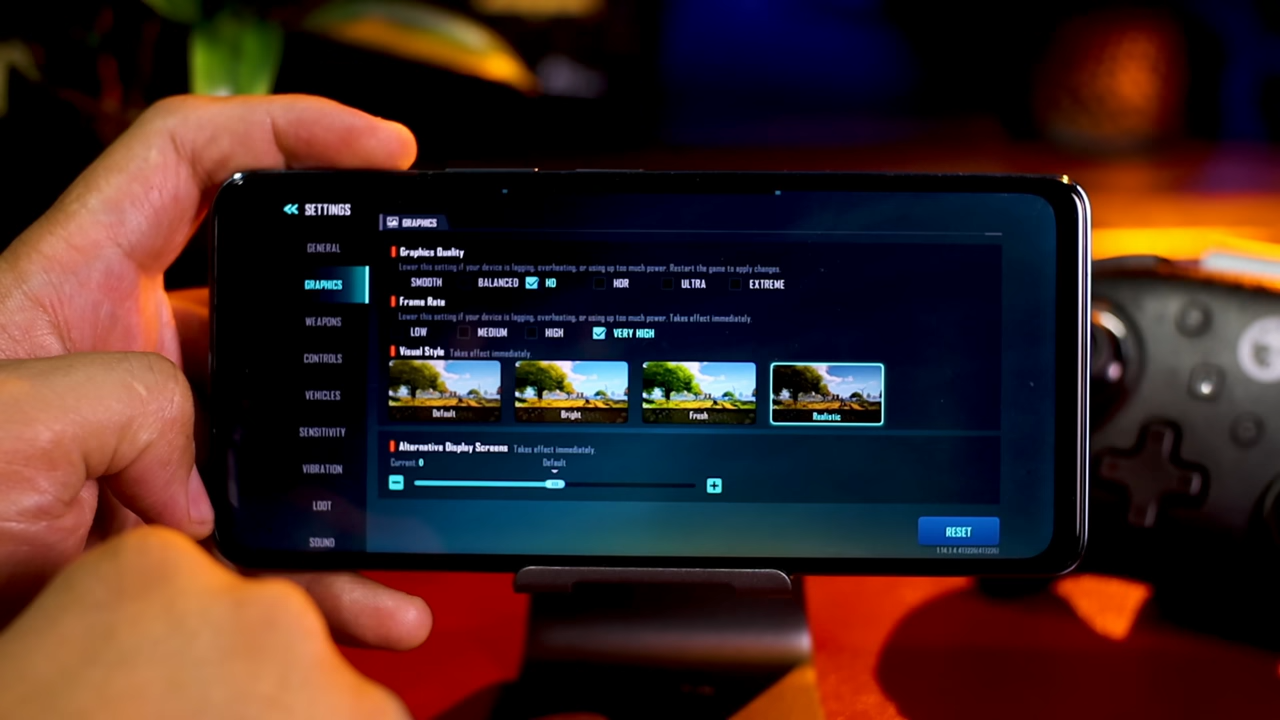 SETTINGS
GRAPHICS
GENERAL
GRAPHICS
WEAPONS
CONTROLS
VEHICLES
SENSITIVITY
VIBRATION
LOOT
SOUND
Graphics Quality
Lower this setting if your device is lagging, overheating, or using up too much power. Restart the game to apply changes.
SMOOTH BALANCED HD HDR ULTRA EXTREME
Frame Rate
Lower this setting if your device is lagging, overheating, or using up too much power. Takes effect immediately.
LOW MEDIUM HIGH VERY HIGH
Visual Style Takes effect immediately.
Default Bright Fresh Realistic
Alternative Display Screens Takes effect immediately.
Current: 0 Default
RESET